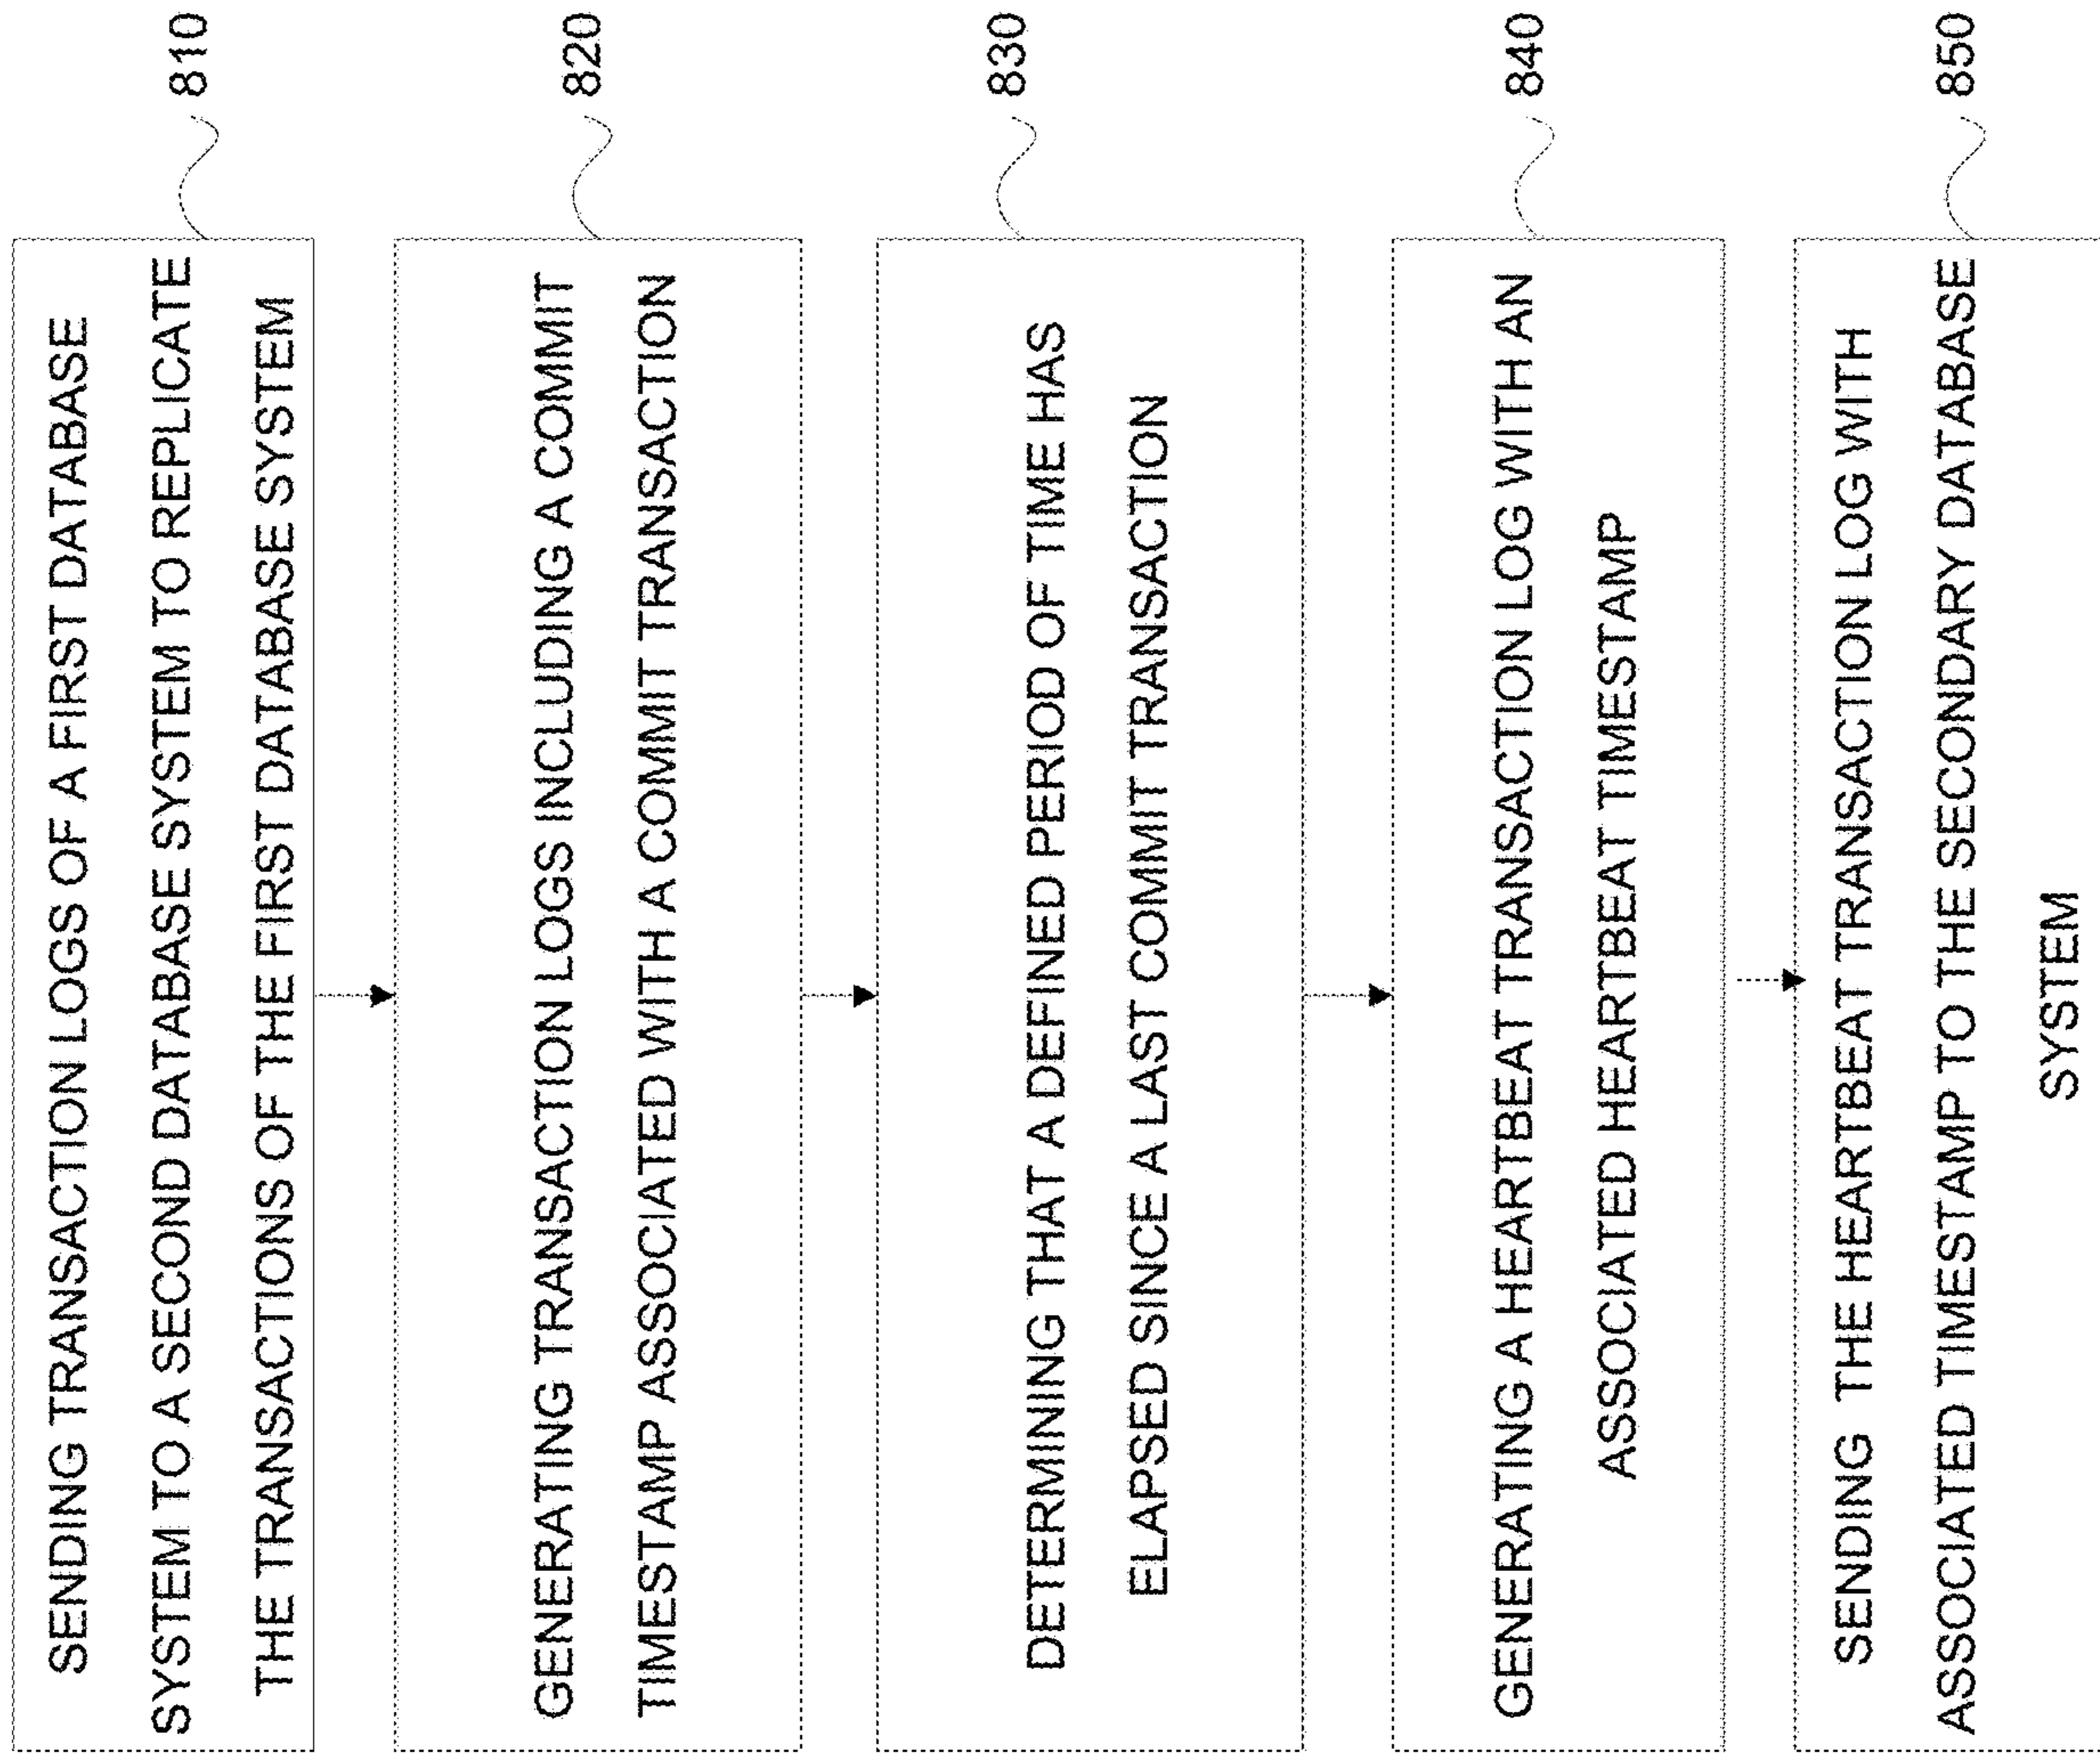 SENDING TRANSACTION LOGS OF A FIRST DATABASE
SYSTEM TO A SECOND DATABASE SYSTEM TO REPLICATE
THE TRANSACTIONS OF THE FIRST DATABASE SYSTEM
810
GENERATING TRANSACTION LOGS INCLUDING A COMMIT
TIMESTAMP ASSOCIATED WITH A COMMIT TRANSACTION
820
DETERMINING THAT A DEFINED PERIOD OF TIME HAS
ELAPSED SINCE A LAST COMMIT TRANSACTION
830
GENERATING A HEARTBEAT TRANSACTION LOG WITH AN
ASSOCIATED HEARTBEAT TIMESTAMP
840
SENDING THE HEARTBEAT TRANSACTION LOG WITH
ASSOCIATED TIMESTAMP TO THE SECONDARY DATABASE
SYSTEM
850